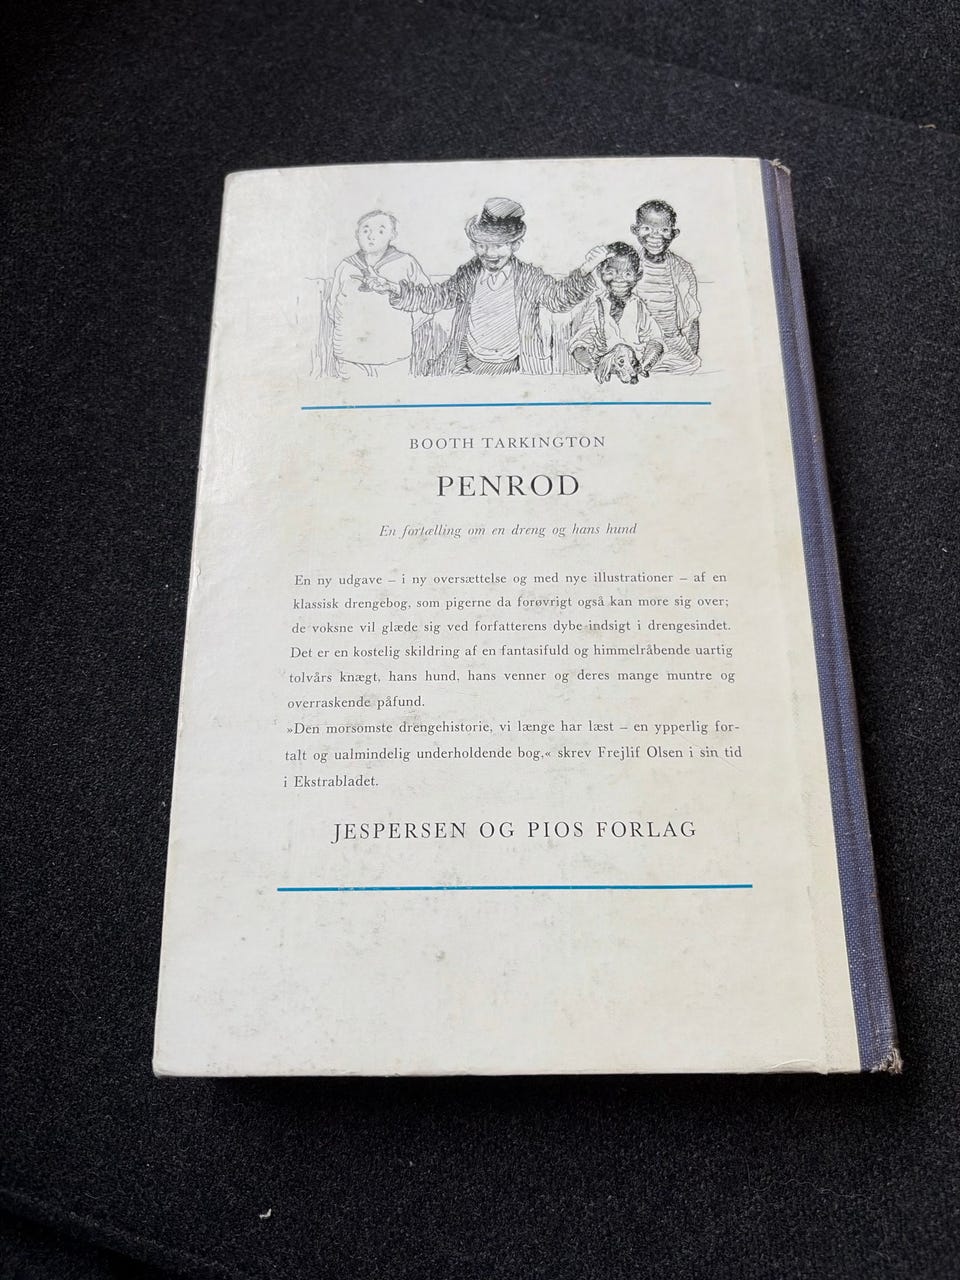 BOOTH TARKINGTON
PENROD
En fortælling om en dreng og hans hund
En ny udgave – i ny oversættelse og med nye illustrationer – af en
klassisk drengebog, som pigerne da forøvrigt også kan more sig over;
de voksne vil glæde sig ved forfatterens dybe indsigt i drengesindet.
Det er en kostelig skildring af en fantasifuld og himmelråbende uartig
tolvårs knægt, hans hund, hans venner og deres mange muntre og
overraskende påfund.
»Den morsomste drengehistorie, vi længe har læst – en ypperlig for-
talt og ualmindelig underholdende bog,« skrev Frejlif Olsen i sin tid
i Ekstrabladet.
JESPERSEN OG PIOS FORLAG